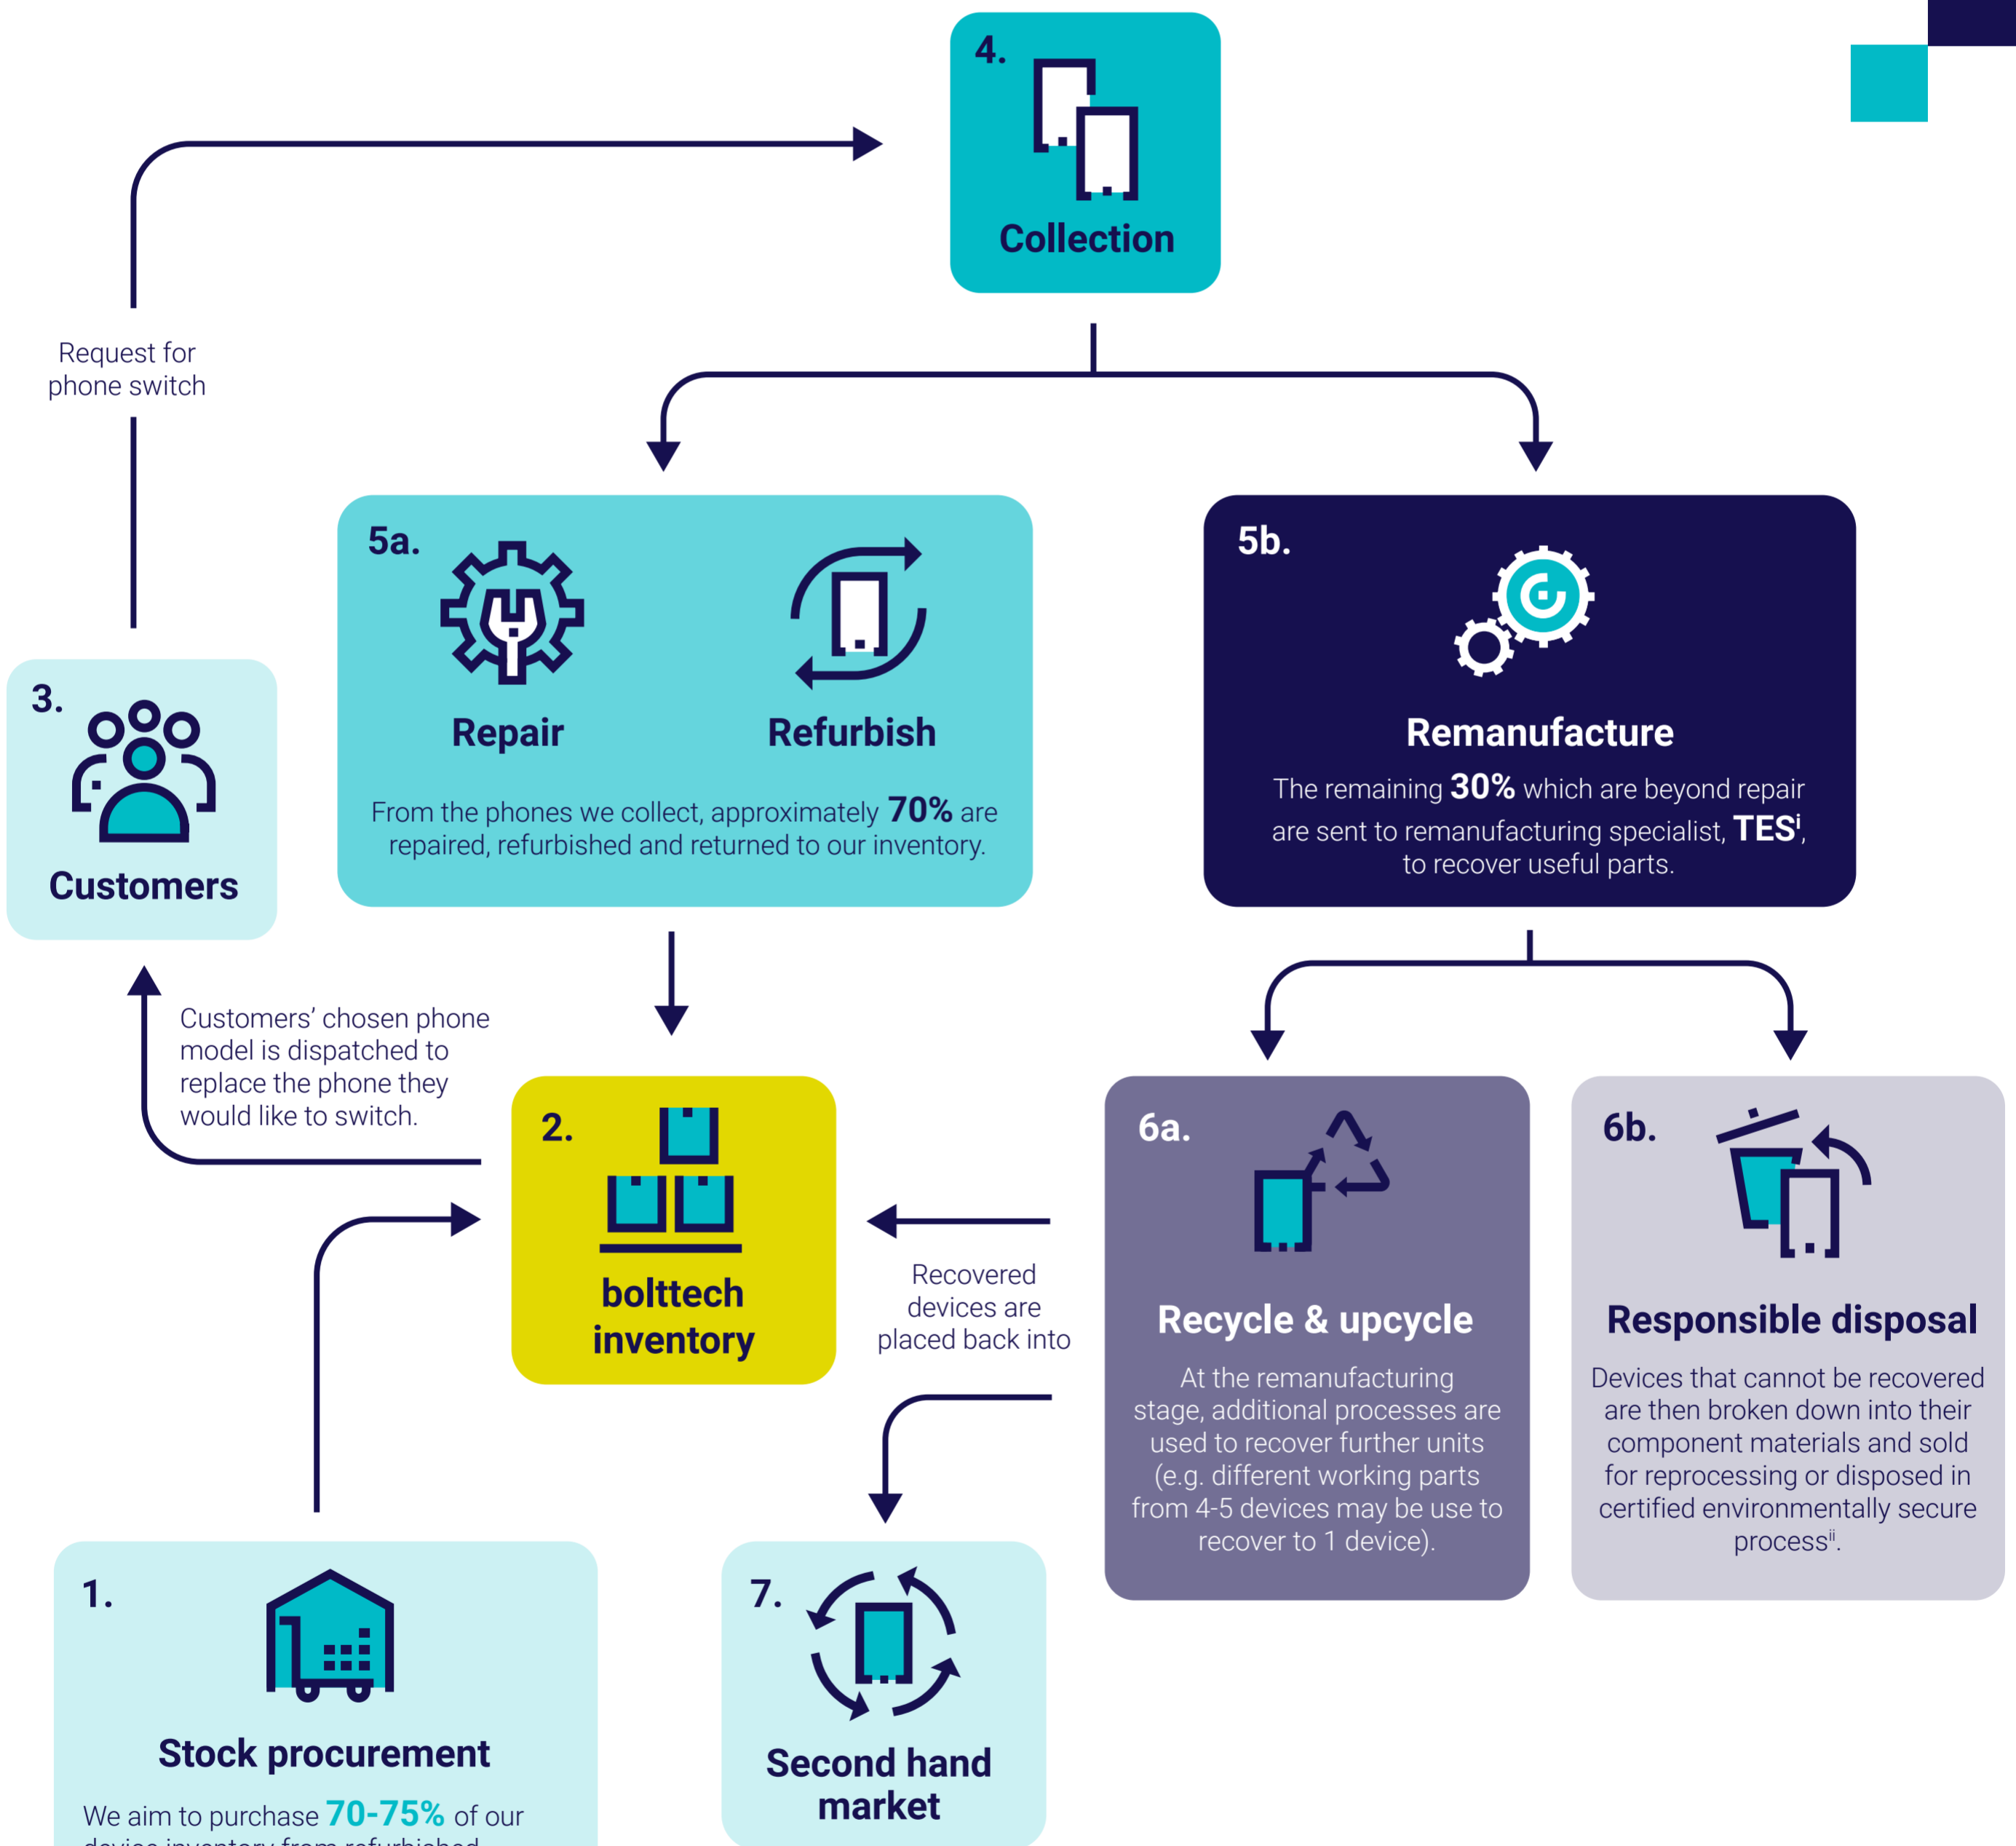 4.
Collection
Request for
phone switch
5a.
Repair
Refurbish
From the phones we collect, approximately 70% are
repaired, refurbished and returned to our inventory.
5b.
Remanufacture
The remaining 30% which are beyond repair
are sent to remanufacturing specialist, TESⁱ,
to recover useful parts.
3.
Customers
Customers’ chosen phone
model is dispatched to
replace the phone they
would like to switch.
2.
bolttech
inventory
Recovered
devices are
placed back into
6a.
Recycle & upcycle
At the remanufacturing
stage, additional processes are
used to recover further units
(e.g. different working parts
from 4-5 devices may be use to
recover to 1 device).
6b.
Responsible disposal
Devices that cannot be recovered
are then broken down into their
component materials and sold
for reprocessing or disposed in
certified environmentally secure
processⁱⁱ.
1.
Stock procurement
We aim to purchase 70-75% of our
device inventory from refurbished
7.
Second hand
market